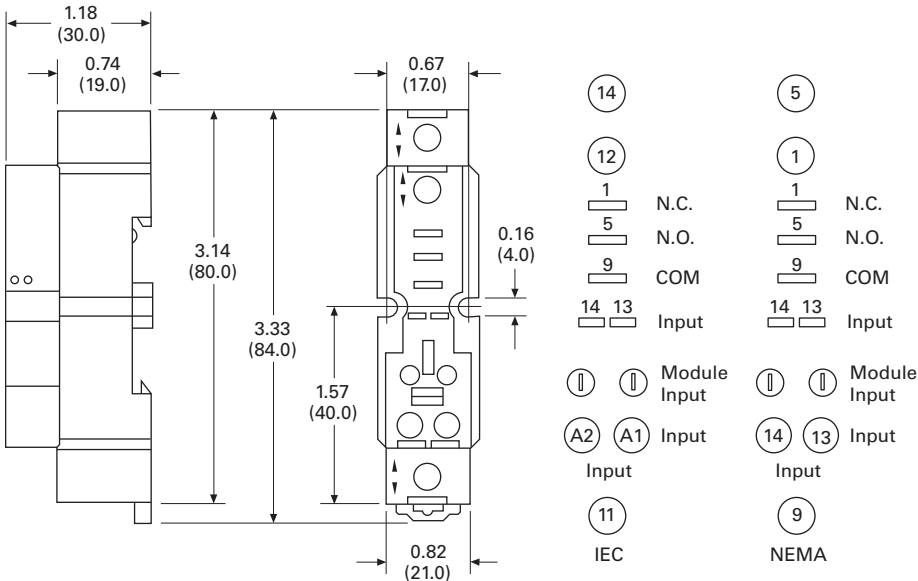 1.18
(30.0)
0.74
(19.0)
3.14
(80.0)
3.33
(84.0)
0.67
(17.0)
0.16
(4.0)
1.57
(40.0)
0.82
(21.0)
14
12
1 N.C.
5 N.O.
9 COM
14 13 Input
Module
Input
A2 A1 Input
Input
11
IEC
5
1
1 N.C.
5 N.O.
9 COM
14 13 Input
Module
Input
14 13 Input
Input
9
NEMA